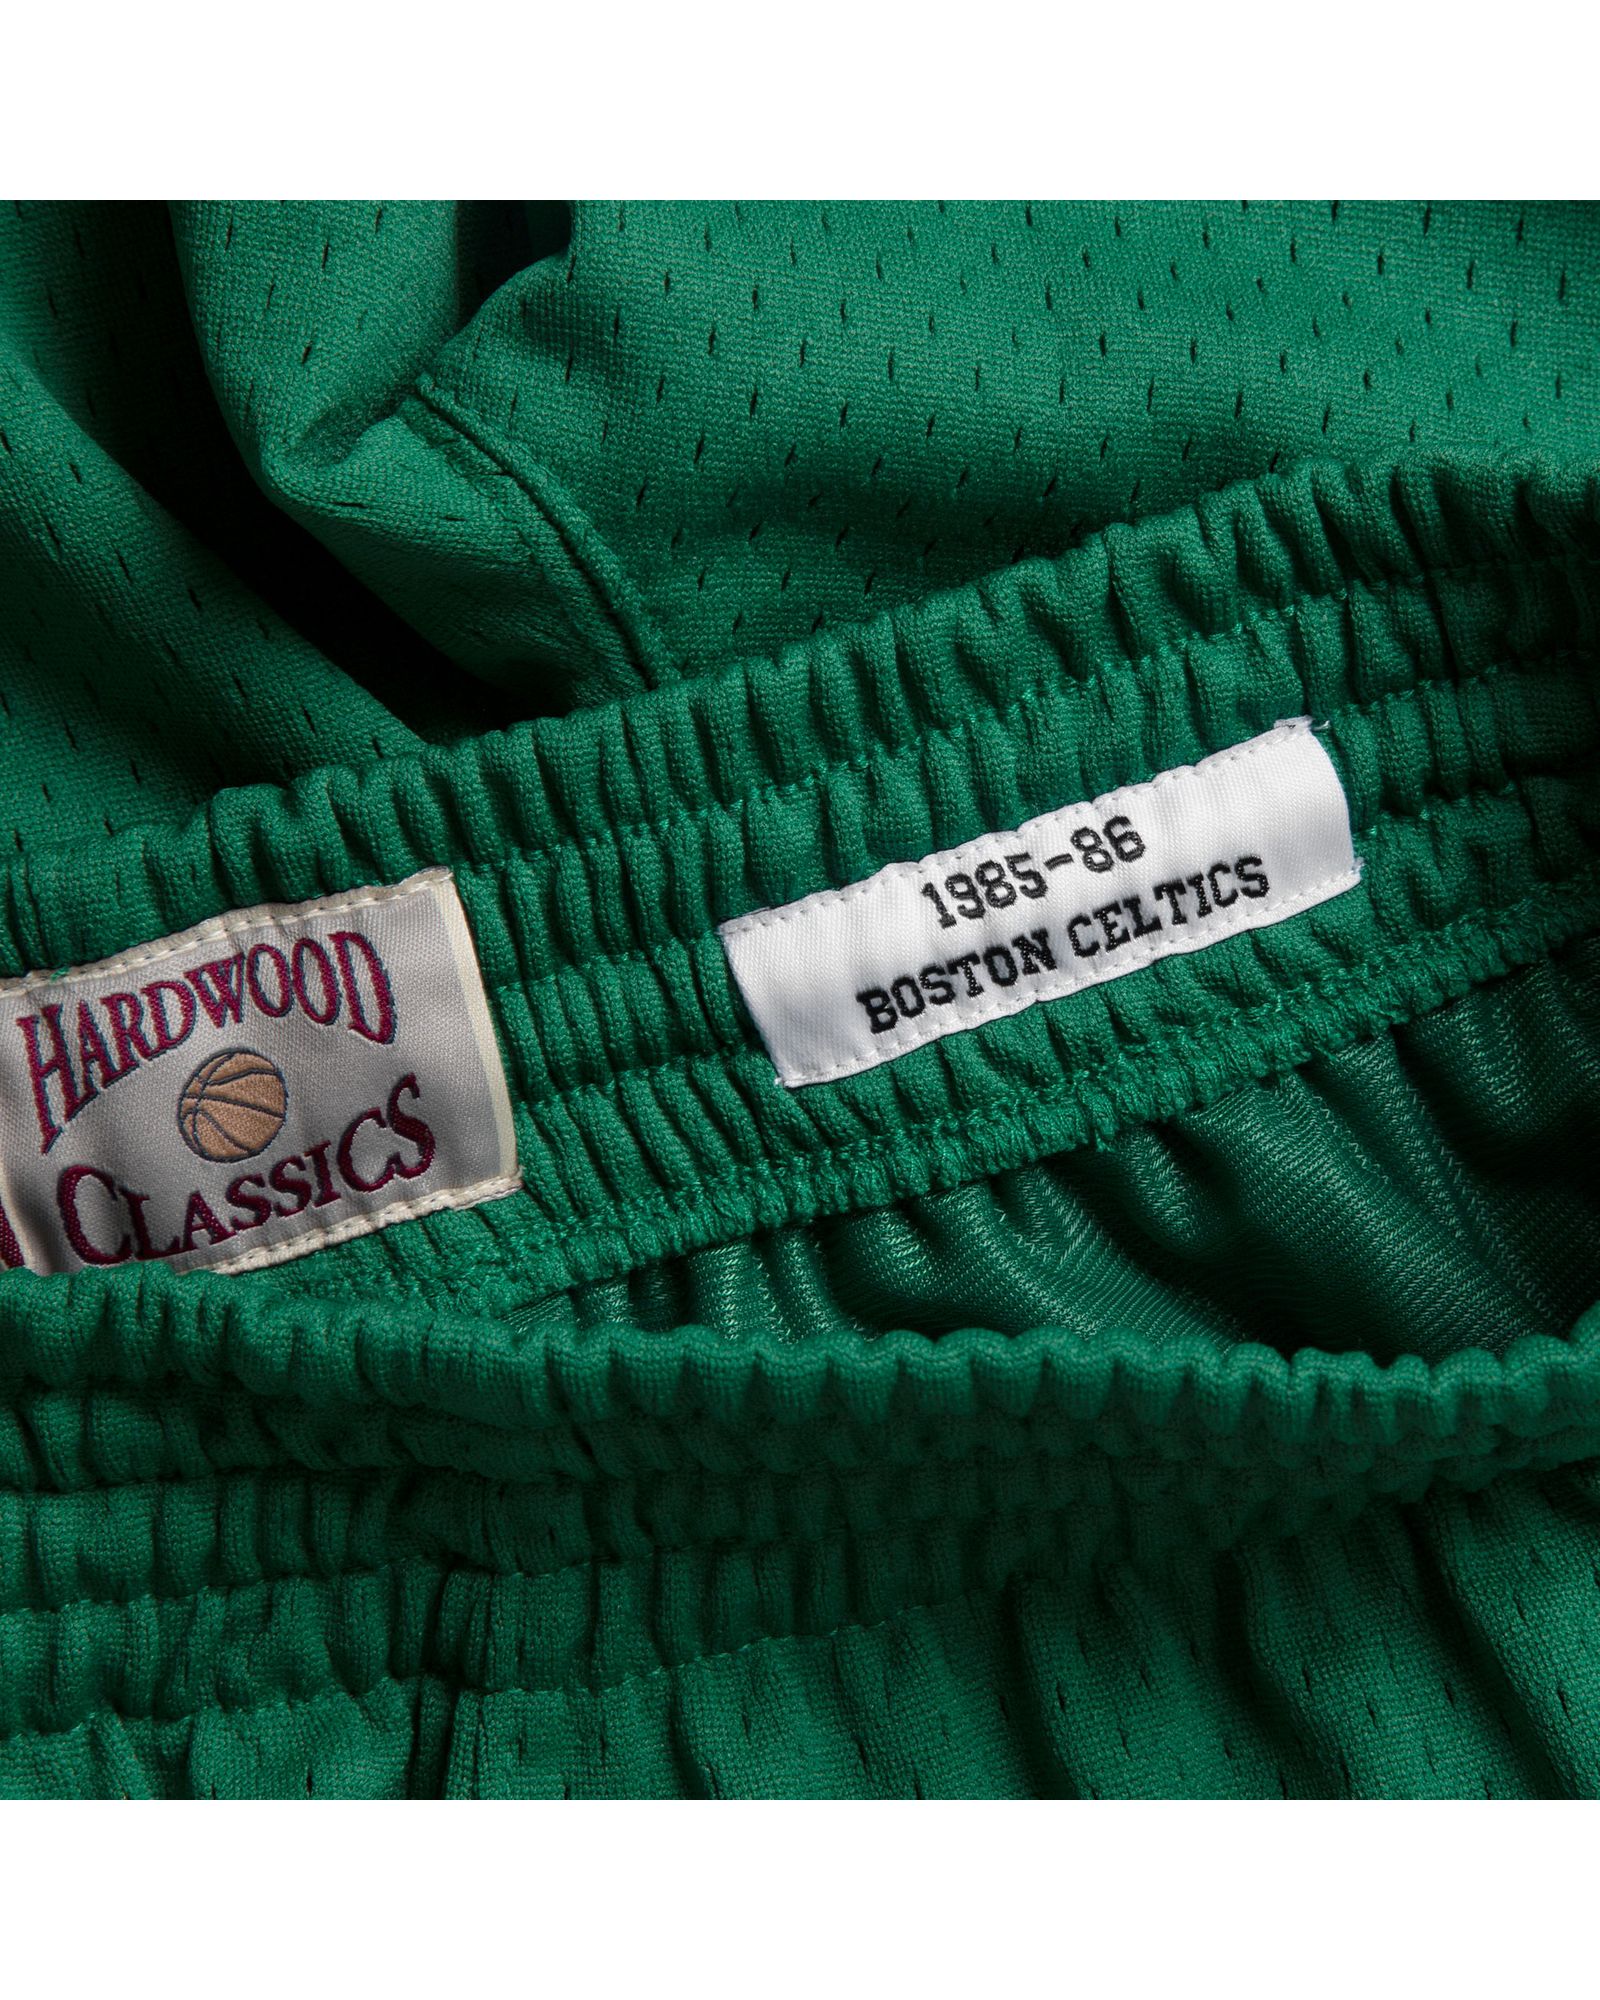 HARDWOOD
CLASSICS
1985-86
BOSTON CELTICS